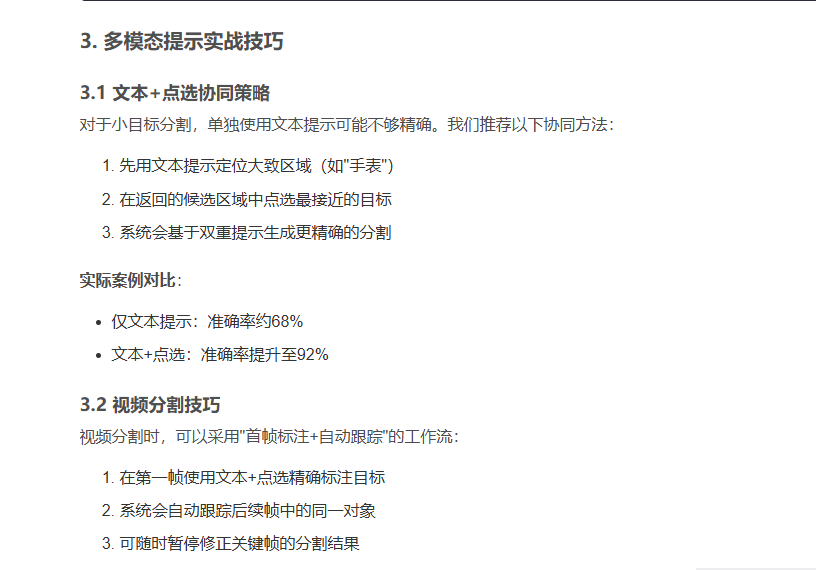 3. 多模态提示实战技巧
3.1 文本+点选协同策略
对于小目标分割，单独使用文本提示可能不够精确。我们推荐以下协同方法：
1. 先用文本提示定位大致区域（如"手表"）
2. 在返回的候选区域中点选最接近的目标
3. 系统会基于双重提示生成更精确的分割
实际案例对比：
• 仅文本提示：准确率约68%
• 文本+点选：准确率提升至92%
3.2 视频分割技巧
视频分割时，可以采用"首帧标注+自动跟踪"的工作流：
1. 在第一帧使用文本+点选精确标注目标
2. 系统会自动跟踪后续帧中的同一对象
3. 可随时暂停修正关键帧的分割结果